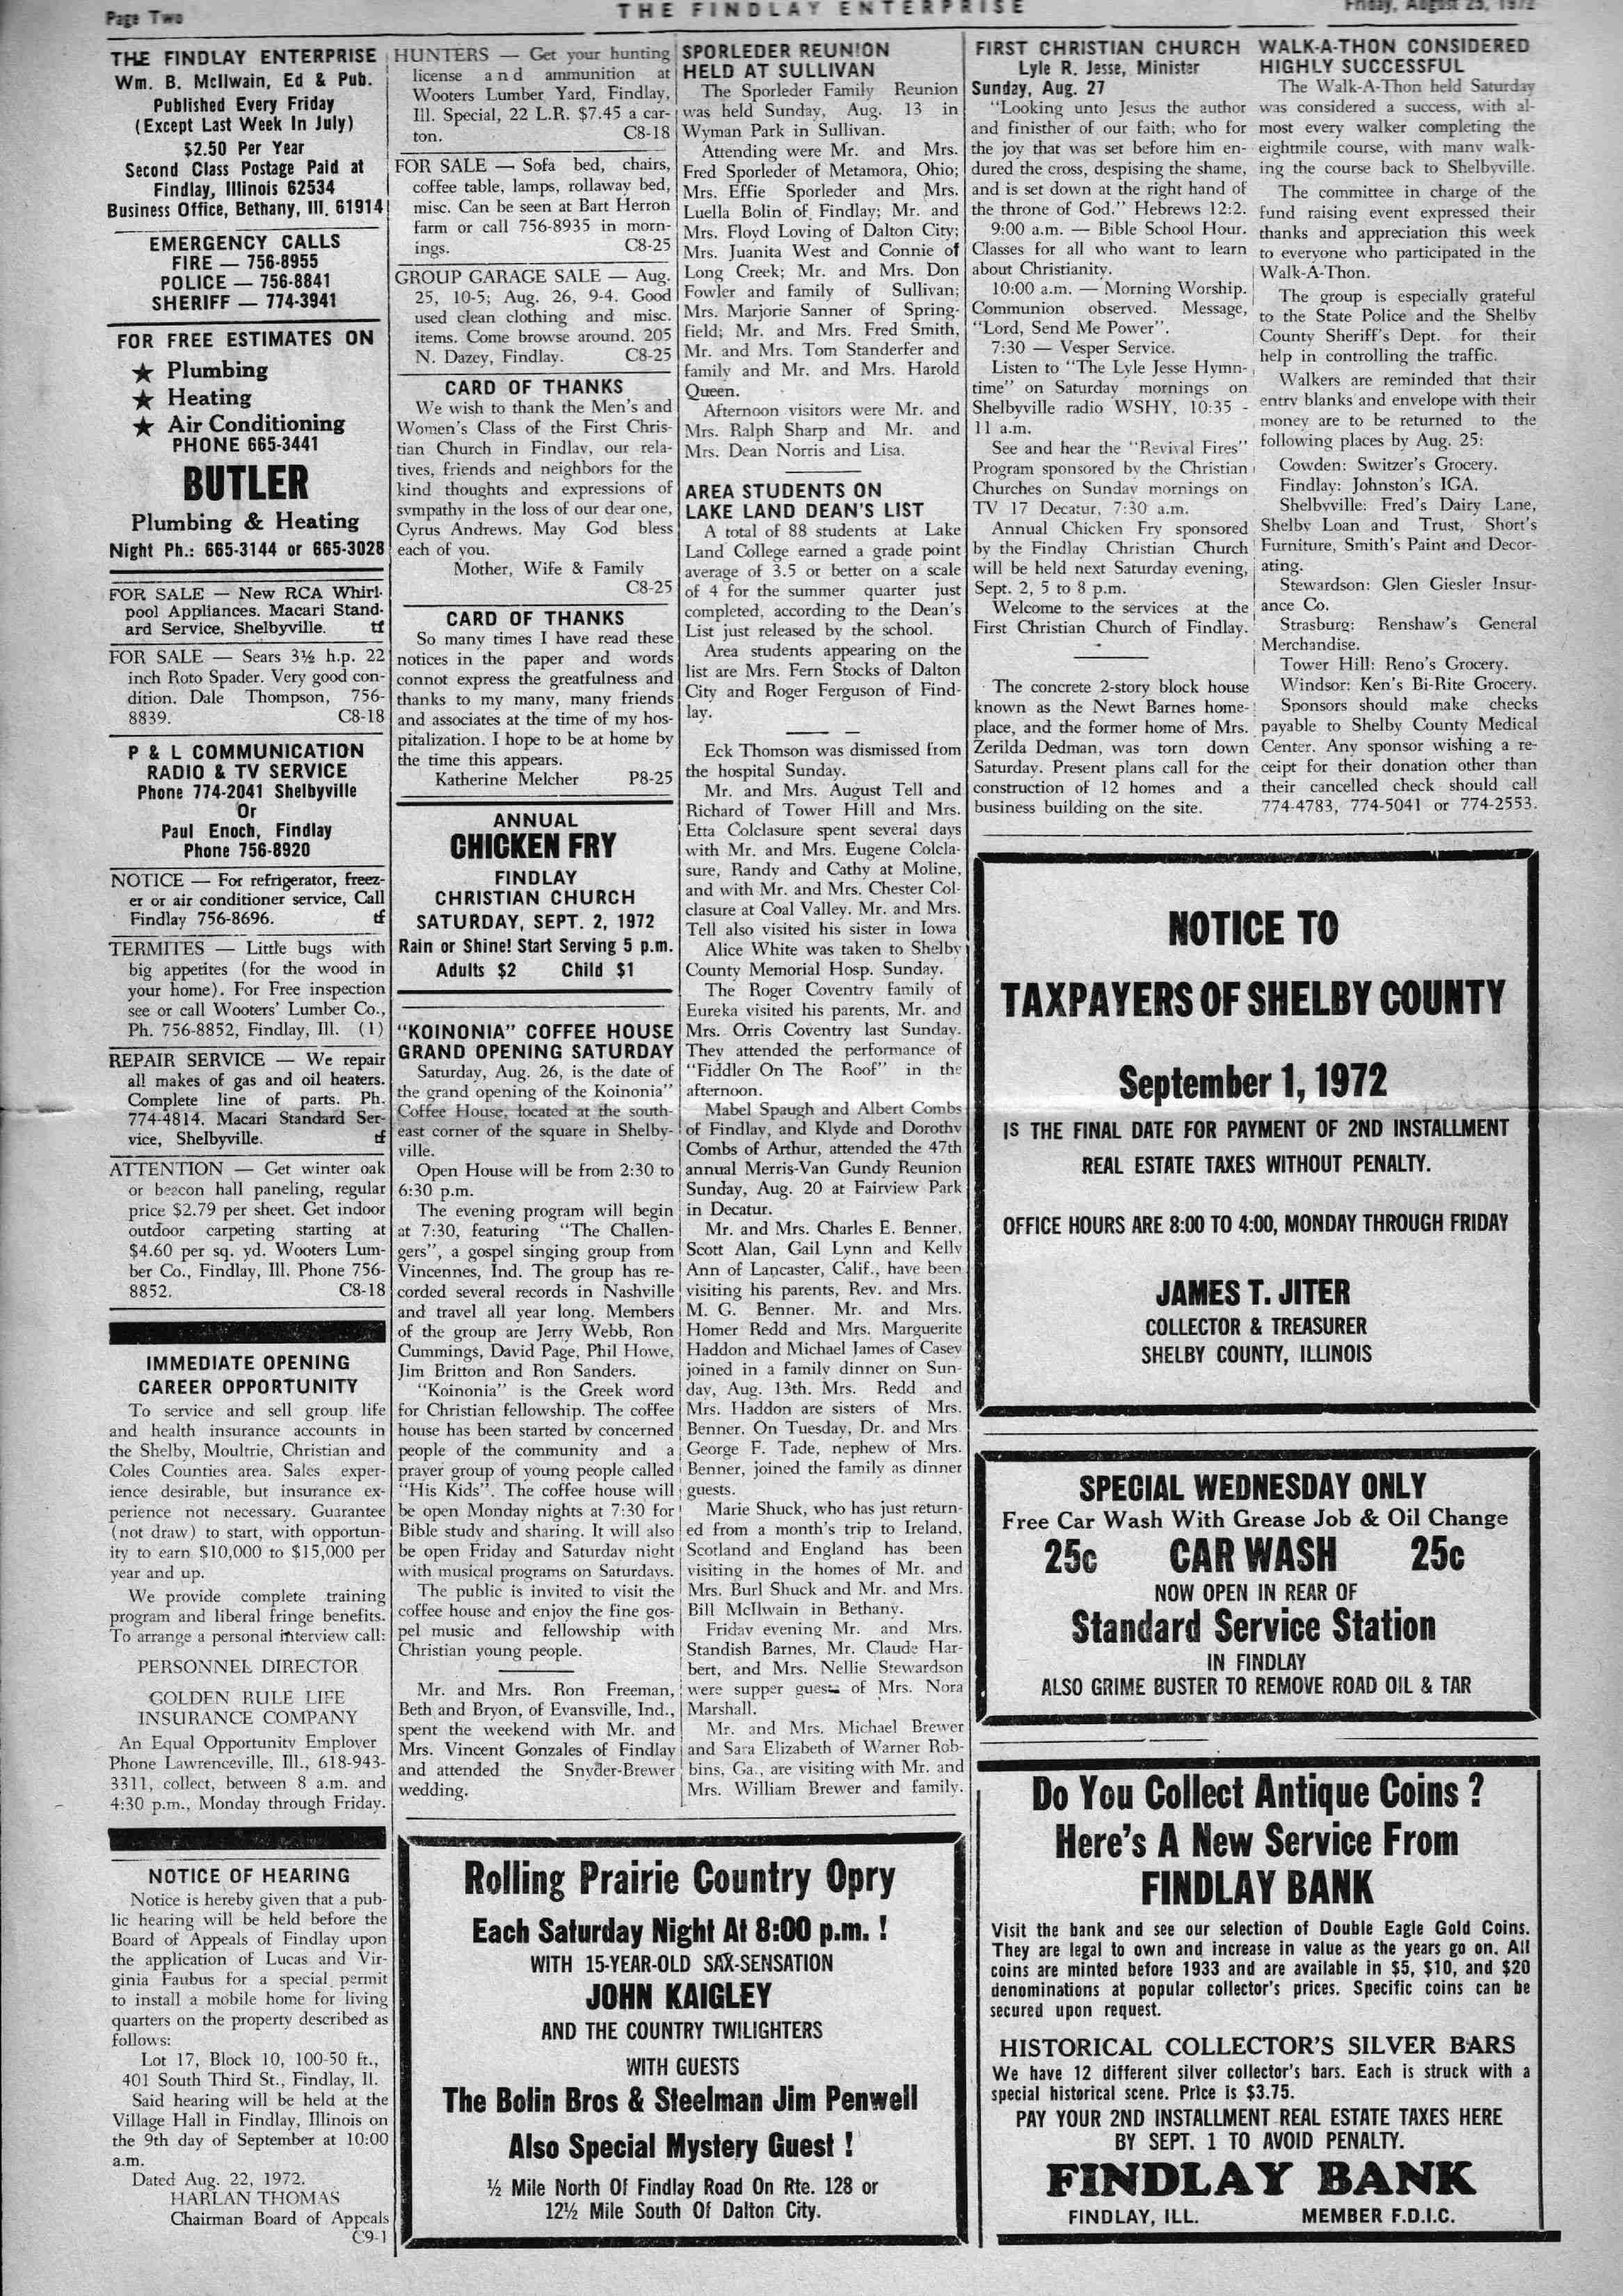 Page Two
THE FINDLAY ENTERPRISE
Friday, August 25, 1972
THE FINDLAY ENTERPRISE
Wm. B. McIlwain, Ed & Pub.
Published Every Friday
(Except Last Week In July)
$2.50 Per Year
Second Class Postage Paid at
Findlay, Illinois 62534
Business Office, Bethany, Ill. 61914
EMERGENCY CALLS
FIRE — 756-8955
POLICE — 756-8841
SHERIFF — 774-3941
FOR FREE ESTIMATES ON
★ Plumbing
★ Heating
★ Air Conditioning
PHONE 665-3441
BUTLER
Plumbing & Heating
Night Ph.: 665-3144 or 665-3028
FOR SALE — New RCA Whirl-
pool Appliances. Macari Stand-
ard Service, Shelbyville. tf
FOR SALE — Sears 3½ h.p. 22
inch Roto Spader. Very good con-
dition. Dale Thompson, 756-
8839. C8-18
P & L COMMUNICATION
RADIO & TV SERVICE
Phone 774-2041 Shelbyville
Or
Paul Enoch, Findlay
Phone 756-8920
NOTICE — For refrigerator, freez-
er or air conditioner service, Call
Findlay 756-8696. tf
TERMITES — Little bugs with
big appetites (for the wood in
your home). For Free inspection
see or call Wooters' Lumber Co.,
Ph. 756-8852, Findlay, Ill. (1)
REPAIR SERVICE — We repair
all makes of gas and oil heaters.
Complete line of parts. Ph.
774-4814. Macari Standard Ser-
vice, Shelbyville. tf
ATTENTION — Get winter oak
or beacon hall paneling, regular
price $2.79 per sheet. Get indoor
outdoor carpeting starting at
$4.60 per sq. yd. Wooters Lum-
ber Co., Findlay, Ill. Phone 756-
8852. C8-18
IMMEDIATE OPENING
CAREER OPPORTUNITY
To service and sell group life
and health insurance accounts in
the Shelby, Moultrie, Christian and
Coles Counties area. Sales exper-
ience desirable, but insurance ex-
perience not necessary. Guarantee
(not draw) to start, with opportun-
ity to earn $10,000 to $15,000 per
year and up.
We provide complete training
program and liberal fringe benefits.
To arrange a personal interview call:
PERSONNEL DIRECTOR
GOLDEN RULE LIFE
INSURANCE COMPANY
An Equal Opportunity Employer
Phone Lawrenceville, Ill., 618-943-
3311, collect, between 8 a.m. and
4:30 p.m., Monday through Friday.
NOTICE OF HEARING
Notice is hereby given that a pub-
lic hearing will be held before the
Board of Appeals of Findlay upon
the application of Lucas and Vir-
ginia Faubus for a special permit
to install a mobile home for living
quarters on the property described as
follows:
Lot 17, Block 10, 100-50 ft.,
401 South Third St., Findlay, Il.
Said hearing will be held at the
Village Hall in Findlay, Illinois on
the 9th day of September at 10:00
a.m.
Dated Aug. 22, 1972.
HARLAN THOMAS
Chairman Board of Appeals
C9-1
HUNTERS — Get your hunting
license and ammunition at
Wooters Lumber Yard, Findlay,
Ill. Special, 22 L.R. $7.45 a car-
ton. C8-18
FOR SALE — Sofa bed, chairs,
coffee table, lamps, rollaway bed,
misc. Can be seen at Bart Herron
farm or call 756-8935 in morn-
ings. C8-25
GROUP GARAGE SALE — Aug.
25, 10-5; Aug. 26, 9-4. Good
used clean clothing and misc.
items. Come browse around. 205
N. Dazey, Findlay. C8-25
CARD OF THANKS
We wish to thank the Men's and
Women's Class of the First Chris-
tian Church in Findlay, our rela-
tives, friends and neighbors for the
kind thoughts and expressions of
sympathy in the loss of our dear one,
Cyrus Andrews. May God bless
each of you.
Mother, Wife & Family
C8-25
CARD OF THANKS
So many times I have read these
notices in the paper and words
connot express the greatfulness and
thanks to my many, many friends
and associates at the time of my hos-
pitalization. I hope to be at home by
the time this appears.
Katherine Melcher P8-25
ANNUAL
CHICKEN FRY
FINDLAY
CHRISTIAN CHURCH
SATURDAY, SEPT. 2, 1972
Rain or Shine! Start Serving 5 p.m.
Adults $2 Child $1
"KOINONIA" COFFEE HOUSE
GRAND OPENING SATURDAY
Saturday, Aug. 26, is the date of
the grand opening of the Koinonia"
Coffee House, located at the south-
east corner of the square in Shelby-
ville.
Open House will be from 2:30 to
6:30 p.m.
The evening program will begin
at 7:30, featuring "The Challen-
gers", a gospel singing group from
Vincennes, Ind. The group has re-
corded several records in Nashville
and travel all year long. Members
of the group are Jerry Webb, Ron
Cummings, David Page, Phil Howe,
Jim Britton and Ron Sanders.
"Koinonia" is the Greek word
for Christian fellowship. The coffee
house has been started by concerned
people of the community and a
prayer group of young people called
"His Kids". The coffee house will
be open Monday nights at 7:30 for
Bible study and sharing. It will also
be open Friday and Saturday night
with musical programs on Saturdays.
The public is invited to visit the
coffee house and enjoy the fine gos-
pel music and fellowship with
Christian young people.
Mr. and Mrs. Ron Freeman,
Beth and Bryon, of Evansville, Ind.,
spent the weekend with Mr. and
Mrs. Vincent Gonzales of Findlay
and attended the Snyder-Brewer
wedding.
SPORLEDER REUNION
HELD AT SULLIVAN
The Sporleder Family Reunion
was held Sunday, Aug. 13 in
Wyman Park in Sullivan.
Attending were Mr. and Mrs.
Fred Sporleder of Metamora, Ohio;
Mrs. Effie Sporleder and Mrs.
Luella Bolin of Findlay; Mr. and
Mrs. Floyd Loving of Dalton City;
Mrs. Juanita West and Connie of
Long Creek; Mr. and Mrs. Don
Fowler and family of Sullivan;
Mrs. Marjorie Sanner of Spring-
field; Mr. and Mrs. Fred Smith,
Mr. and Mrs. Tom Standerfer and
family and Mr. and Mrs. Harold
Queen.
Afternoon visitors were Mr. and
Mrs. Ralph Sharp and Mr. and
Mrs. Dean Norris and Lisa.
AREA STUDENTS ON
LAKE LAND DEAN'S LIST
A total of 88 students at Lake
Land College earned a grade point
average of 3.5 or better on a scale
of 4 for the summer quarter just
completed, according to the Dean's
List just released by the school.
Area students appearing on the
list are Mrs. Fern Stocks of Dalton
City and Roger Ferguson of Find-
lay.
Eck Thomson was dismissed from
the hospital Sunday.
Mr. and Mrs. August Tell and
Richard of Tower Hill and Mrs.
Etta Colclasure spent several days
with Mr. and Mrs. Eugene Colcla-
sure, Randy and Cathy at Moline,
and with Mr. and Mrs. Chester Col-
clasure at Coal Valley. Mr. and Mrs.
Tell also visited his sister in Iowa
Alice White was taken to Shelby
County Memorial Hosp. Sunday.
The Roger Coventry family of
Eureka visited his parents, Mr. and
Mrs. Orris Coventry last Sunday.
They attended the performance of
"Fiddler On The Roof" in the
afternoon.
Mabel Spaugh and Albert Combs
of Findlay, and Klyde and Dorothy
Combs of Arthur, attended the 47th
annual Merris-Van Gundy Reunion
Sunday, Aug. 20 at Fairview Park
in Decatur.
Mr. and Mrs. Charles E. Benner,
Scott Alan, Gail Lynn and Kelly
Ann of Lancaster, Calif., have been
visiting his parents, Rev. and Mrs.
M. G. Benner. Mr. and Mrs.
Homer Redd and Mrs. Marguerite
Haddon and Michael James of Casey
joined in a family dinner on Sun-
day, Aug. 13th. Mrs. Redd and
Mrs. Haddon are sisters of Mrs.
Benner. On Tuesday, Dr. and Mrs.
George F. Tade, nephew of Mrs.
Benner, joined the family as dinner
guests.
Marie Shuck, who has just return-
ed from a month's trip to Ireland,
Scotland and England has been
visiting in the homes of Mr. and
Mrs. Burl Shuck and Mr. and Mrs.
Bill McIlwain in Bethany.
Friday evening Mr. and Mrs.
Standish Barnes, Mr. Claude Har-
bert, and Mrs. Nellie Stewardson
were supper guests of Mrs. Nora
Marshall.
Mr. and Mrs. Michael Brewer
and Sara Elizabeth of Warner Rob-
bins, Ga., are visiting with Mr. and
Mrs. William Brewer and family.
Rolling Prairie Country Opry
Each Saturday Night At 8:00 p.m. !
WITH 15-YEAR-OLD SAX-SENSATION
JOHN KAIGLEY
AND THE COUNTRY TWILIGHTERS
WITH GUESTS
The Bolin Bros & Steelman Jim Penwell
Also Special Mystery Guest !
½ Mile North Of Findlay Road On Rte. 128 or
12½ Mile South Of Dalton City.
FIRST CHRISTIAN CHURCH
Lyle R. Jesse, Minister
Sunday, Aug. 27
"Looking unto Jesus the author
and finisther of our faith; who for
the joy that was set before him en-
dured the cross, despising the shame,
and is set down at the right hand of
the throne of God." Hebrews 12:2.
9:00 a.m. — Bible School Hour.
Classes for all who want to learn
about Christianity.
10:00 a.m. — Morning Worship.
Communion observed. Message,
"Lord, Send Me Power".
7:30 — Vesper Service.
Listen to "The Lyle Jesse Hymn-
time" on Saturday mornings on
Shelbyville radio WSHY, 10:35 -
11 a.m.
See and hear the "Revival Fires"
Program sponsored by the Christian
Churches on Sunday mornings on
TV 17 Decatur, 7:30 a.m.
Annual Chicken Fry sponsored
by the Findlay Christian Church
will be held next Saturday evening,
Sept. 2, 5 to 8 p.m.
Welcome to the services at the
First Christian Church of Findlay.
The concrete 2-story block house
known as the Newt Barnes home-
place, and the former home of Mrs.
Zerilda Dedman, was torn down
Saturday. Present plans call for the
construction of 12 homes and a
business building on the site.
WALK-A-THON CONSIDERED
HIGHLY SUCCESSFUL
The Walk-A-Thon held Saturday
was considered a success, with al-
most every walker completing the
eightmile course, with many walk-
ing the course back to Shelbyville.
The committee in charge of the
fund raising event expressed their
thanks and appreciation this week
to everyone who participated in the
Walk-A-Thon.
The group is especially grateful
to the State Police and the Shelby
County Sheriff's Dept. for their
help in controlling the traffic.
Walkers are reminded that their
entry blanks and envelope with their
money are to be returned to the
following places by Aug. 25:
Cowden: Switzer's Grocery.
Findlay: Johnston's IGA.
Shelbyville: Fred's Dairy Lane,
Shelby Loan and Trust, Short's
Furniture, Smith's Paint and Decor-
ating.
Stewardson: Glen Giesler Insur-
ance Co.
Strasburg: Renshaw's General
Merchandise.
Tower Hill: Reno's Grocery.
Windsor: Ken's Bi-Rite Grocery.
Sponsors should make checks
payable to Shelby County Medical
Center. Any sponsor wishing a re-
ceipt for their donation other than
their cancelled check should call
774-4783, 774-5041 or 774-2553.
NOTICE TO
TAXPAYERS OF SHELBY COUNTY
September 1, 1972
IS THE FINAL DATE FOR PAYMENT OF 2ND INSTALLMENT
REAL ESTATE TAXES WITHOUT PENALTY.
OFFICE HOURS ARE 8:00 TO 4:00, MONDAY THROUGH FRIDAY
JAMES T. JITER
COLLECTOR & TREASURER
SHELBY COUNTY, ILLINOIS
SPECIAL WEDNESDAY ONLY
Free Car Wash With Grease Job & Oil Change
25c CAR WASH 25c
NOW OPEN IN REAR OF
Standard Service Station
IN FINDLAY
ALSO GRIME BUSTER TO REMOVE ROAD OIL & TAR
Do You Collect Antique Coins ?
Here's A New Service From
FINDLAY BANK
Visit the bank and see our selection of Double Eagle Gold Coins.
They are legal to own and increase in value as the years go on. All
coins are minted before 1933 and are available in $5, $10, and $20
denominations at popular collector's prices. Specific coins can be
secured upon request.
HISTORICAL COLLECTOR'S SILVER BARS
We have 12 different silver collector's bars. Each is struck with a
special historical scene. Price is $3.75.
PAY YOUR 2ND INSTALLMENT REAL ESTATE TAXES HERE
BY SEPT. 1 TO AVOID PENALTY.
FINDLAY BANK
FINDLAY, ILL. MEMBER F.D.I.C.